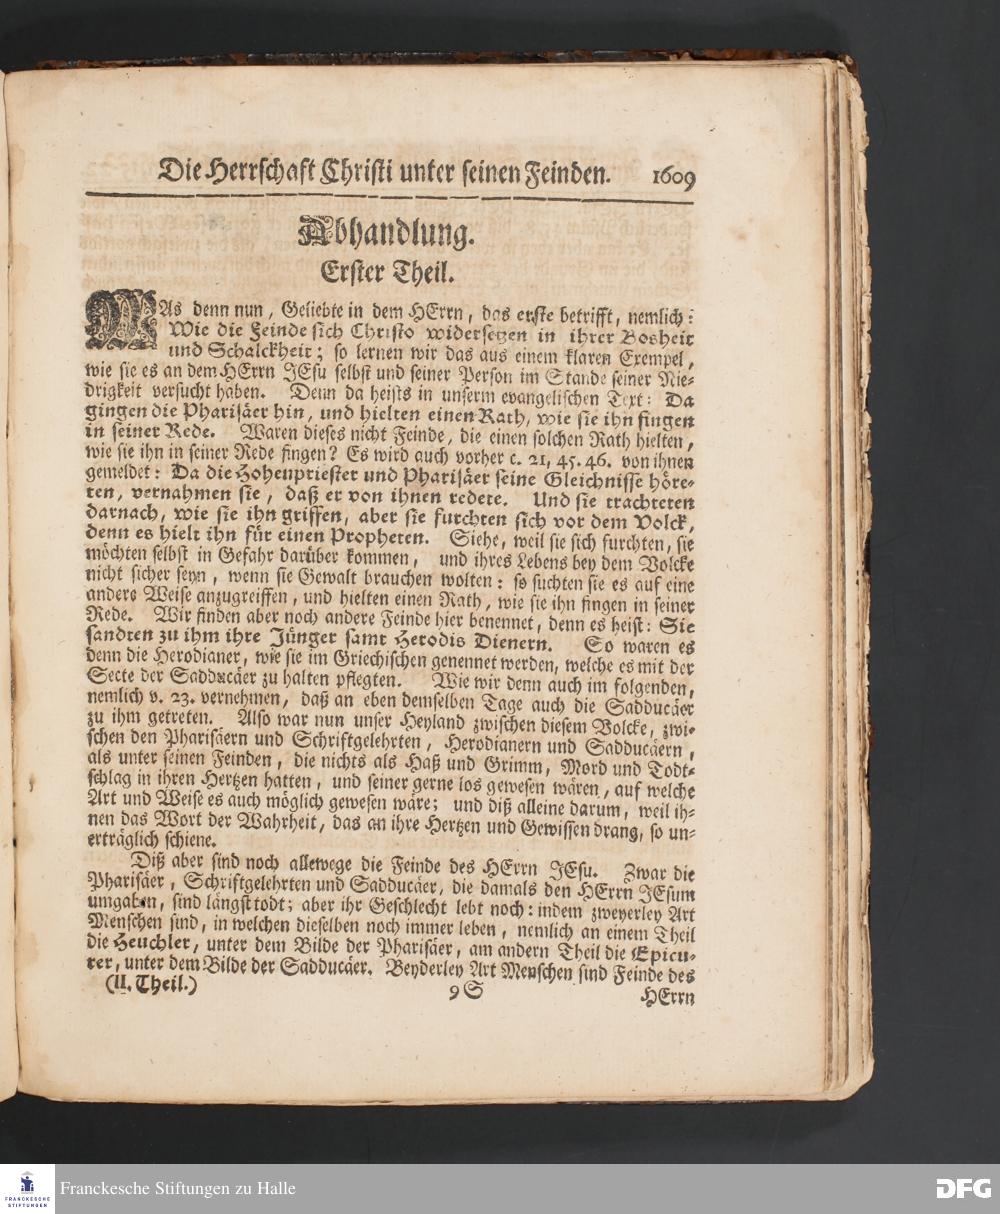 Die Herrschaft Christi unter seinen Feinden. 1609
Abhandlung.
Erster Theil.
WAs denn nun, Geliebte in dem HErrn, das erste betrifft, nemlich:
Wie die Feinde sich Christo widersetzen in ihrer Bosheit
und Schalckheit; so lernen wir das aus einem klaren Exempel,
wie sie es an dem HErrn JEsu selbst und seiner Person im Stande seiner Nie-
drigkeit versucht haben. Denn da heists in unserm evangelischen Text: Da
gingen die Pharisäer hin, und hielten einen Rath, wie sie ihn fingen
in seiner Rede. Waren dieses nicht Feinde, die einen solchen Rath hielten,
wie sie ihn in seiner Rede fingen? Es wird auch vorher c. 21, 45. 46. von ihnen
gemeldet: Da die Hohenpriester und Pharisäer seine Gleichnisse höre-
ten, vernahmen sie, daß er von ihnen redete. Und sie trachteten
darnach, wie sie ihn griffen, aber sie furchten sich vor dem Volck,
denn es hielt ihn für einen Propheten. Siehe, weil sie sich furchten, sie
möchten selbst in Gefahr darüber kommen, und ihres Lebens bey dem Volcke
nicht sicher seyn, wenn sie Gewalt brauchen wolten: so suchten sie es auf eine
andere Weise anzugreiffen, und hielten einen Rath, wie sie ihn fingen in seiner
Rede. Wir finden aber noch andere Feinde hier benennet, denn es heist: Sie
sandten zu ihm ihre Jünger samt Herodis Dienern. So waren es
denn die Herodianer, wie sie im Griechischen genennet werden, welche es mit der
Secte der Sadducäer zu halten pflegten. Wie wir denn auch im folgenden,
nemlich v. 23. vernehmen, daß an eben demselben Tage auch die Sadducäer
zu ihm getreten. Also war nun unser Heyland zwischen diesem Volcke, zwi-
schen den Pharisäern und Schriftgelehrten, Herodianern und Sadducäern,
als unter seinen Feinden, die nichts als Haß und Grimm, Mord und Todt-
schlag in ihren Hertzen hatten, und seiner gerne los gewesen wären, auf welche
Art und Weise es auch möglich gewesen wäre; und diß alleine darum, weil ih-
nen das Wort der Wahrheit, das an ihre Hertzen und Gewissen drang, so un-
erträglich schiene.
Diß aber sind noch allewege die Feinde des HErrn JEsu. Zwar die
Pharisäer, Schriftgelehrten und Sadducäer, die damals den HErrn JEsum
umgaben, sind längst todt; aber ihr Geschlecht lebt noch: indem zweyerley Art
Menschen sind, in welchen dieselben noch immer leben, nemlich an einem Theil
die Heuchler, unter dem Bilde der Pharisäer, am andern Theil die Epicu-
rer, unter dem Bilde der Sadducäer. Beyderley Art Menschen sind Feinde des
(II. Theil.) 9 S HErrn
FRANCKESCHE STIFTUNGEN
Franckesche Stiftungen zu Halle
DFG